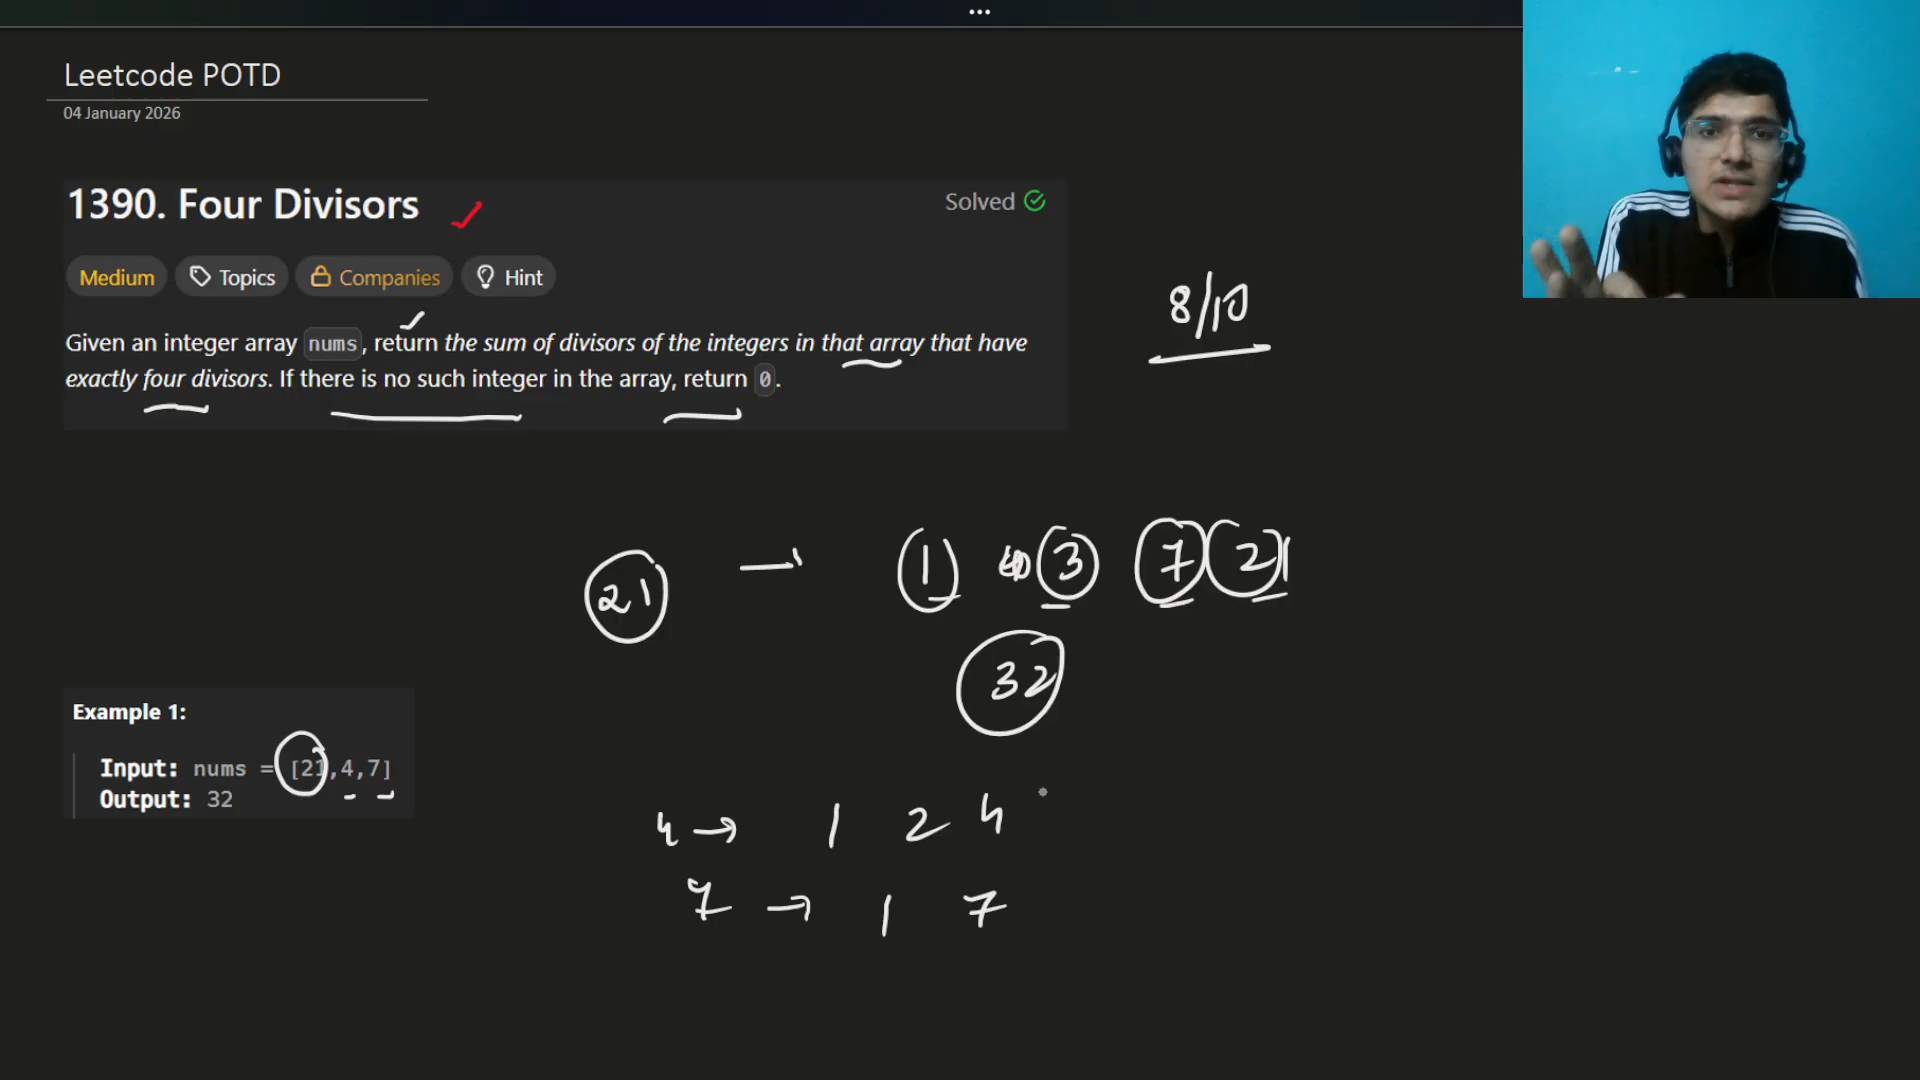 ...
Leetcode POTD
04 January 2026
1390. Four Divisors
Solved
Medium Topics Companies Hint
8/10
Given an integer array nums, return the sum of divisors of the integers in that array that have
exactly four divisors. If there is no such integer in the array, return 0.
21 → 1 3 7 21
32
Example 1:
Input: nums = [21,4,7]
Output: 32
4 → 1 2 4
7 → 1 7